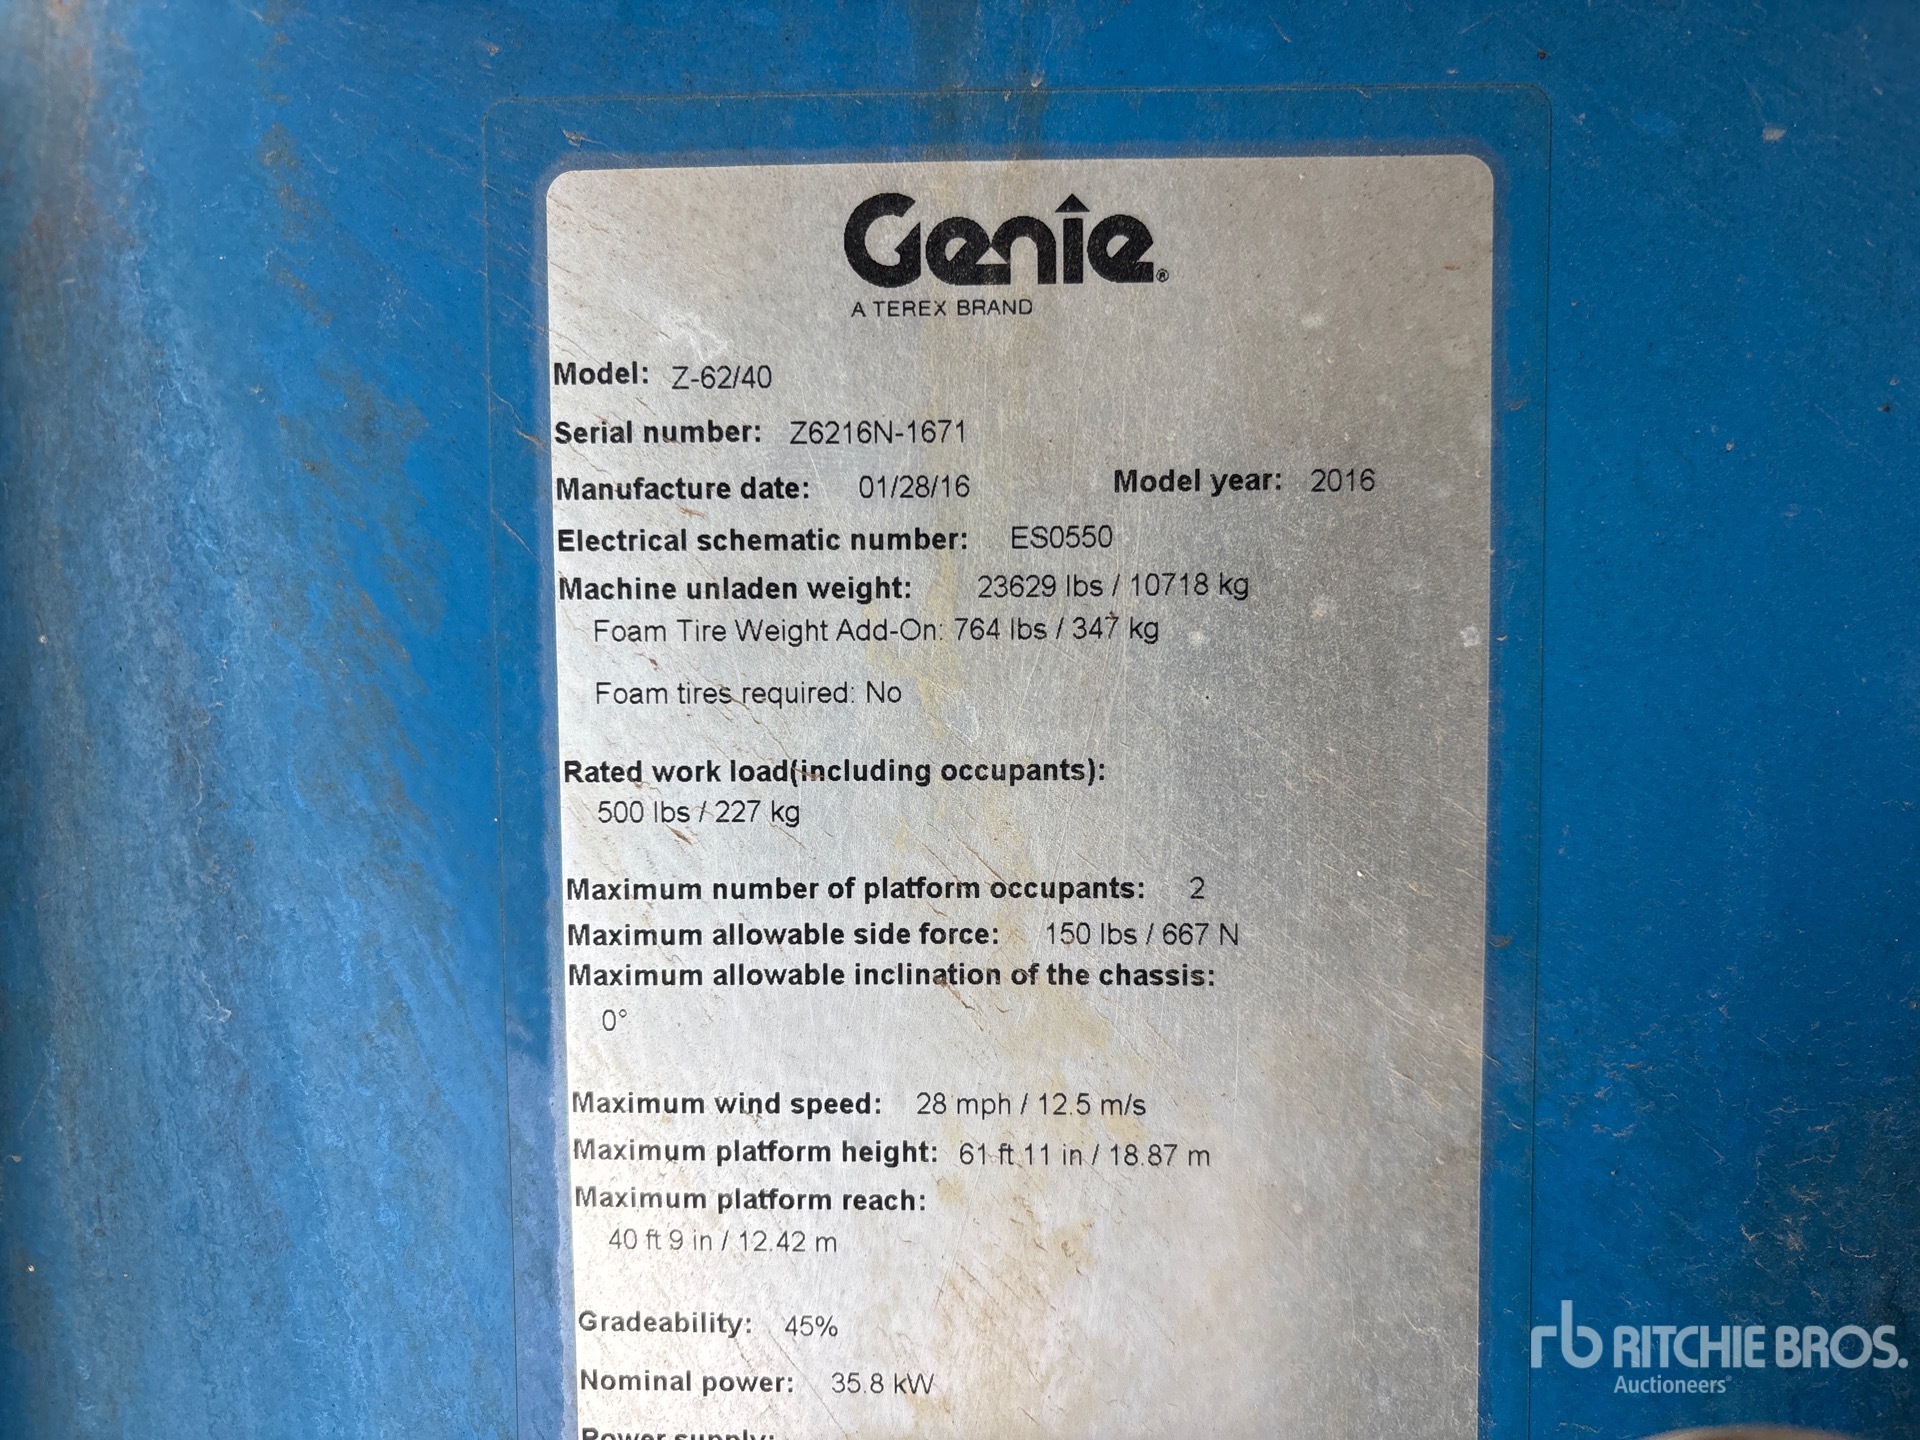 Genie®
A TEREX BRAND
Model: Z-62/40
Serial number: Z6216N-1671
Manufacture date: 01/28/16 Model year: 2016
Electrical schematic number: ES0550
Machine unladen weight: 23629 lbs / 10718 kg
Foam Tire Weight Add-On: 764 lbs / 347 kg
Foam tires required: No
Rated work load(including occupants):
500 lbs / 227 kg
Maximum number of platform occupants: 2
Maximum allowable side force: 150 lbs / 667 N
Maximum allowable inclination of the chassis:
0°
Maximum wind speed: 28 mph / 12.5 m/s
Maximum platform height: 61 ft 11 in / 18.87 m
Maximum platform reach:
40 ft 9 in / 12.42 m
Gradeability: 45%
Nominal power: 35.8 kW
Power supply:
rb RITCHIE BROS.
Auctioneers